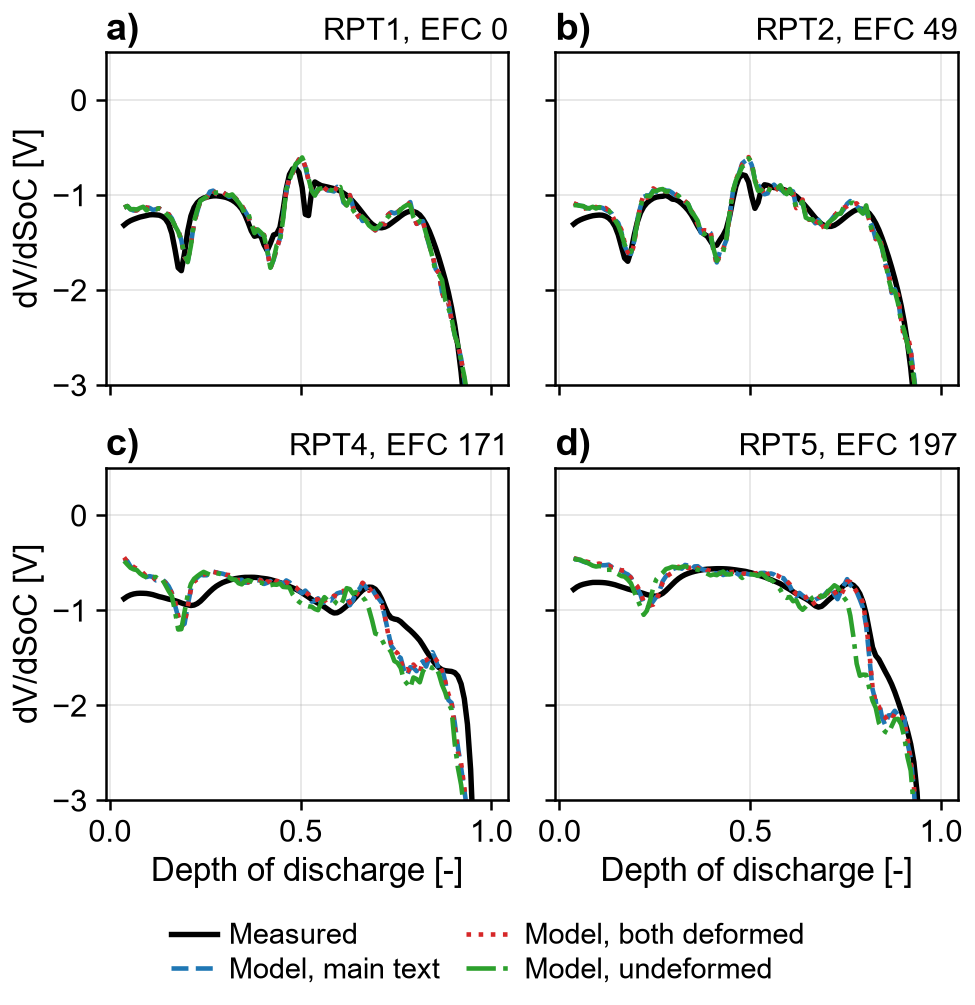 a) RPT1, EFC 0
b) RPT2, EFC 49
dV/dSoC [V]
0
−1
−2
−3
c) RPT4, EFC 171
d) RPT5, EFC 197
dV/dSoC [V]
0
−1
−2
−3
0.0 0.5 1.0
0.0 0.5 1.0
Depth of discharge [-]
Depth of discharge [-]
Measured
Model, main text
Model, both deformed
Model, undeformed